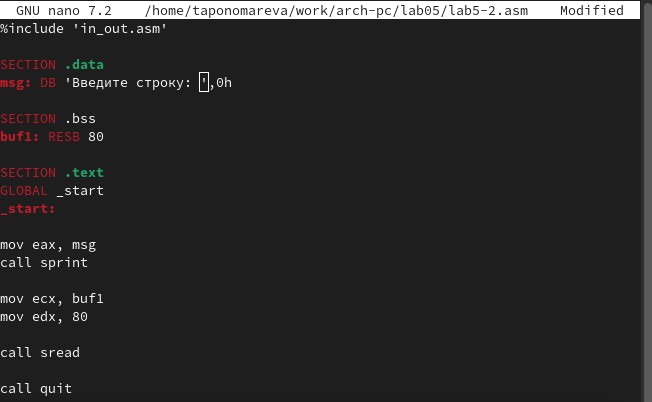 GNU nano 7.2 /home/taponomareva/work/arch-pc/lab05/lab5-2.asm Modified
%include 'in_out.asm'
SECTION .data
msg: DB 'Введите строку: ',0h
SECTION .bss
buf1: RESB 80
SECTION .text
GLOBAL _start
_start:
mov eax, msg
call sprint
mov ecx, buf1
mov edx, 80
call sread
call quit